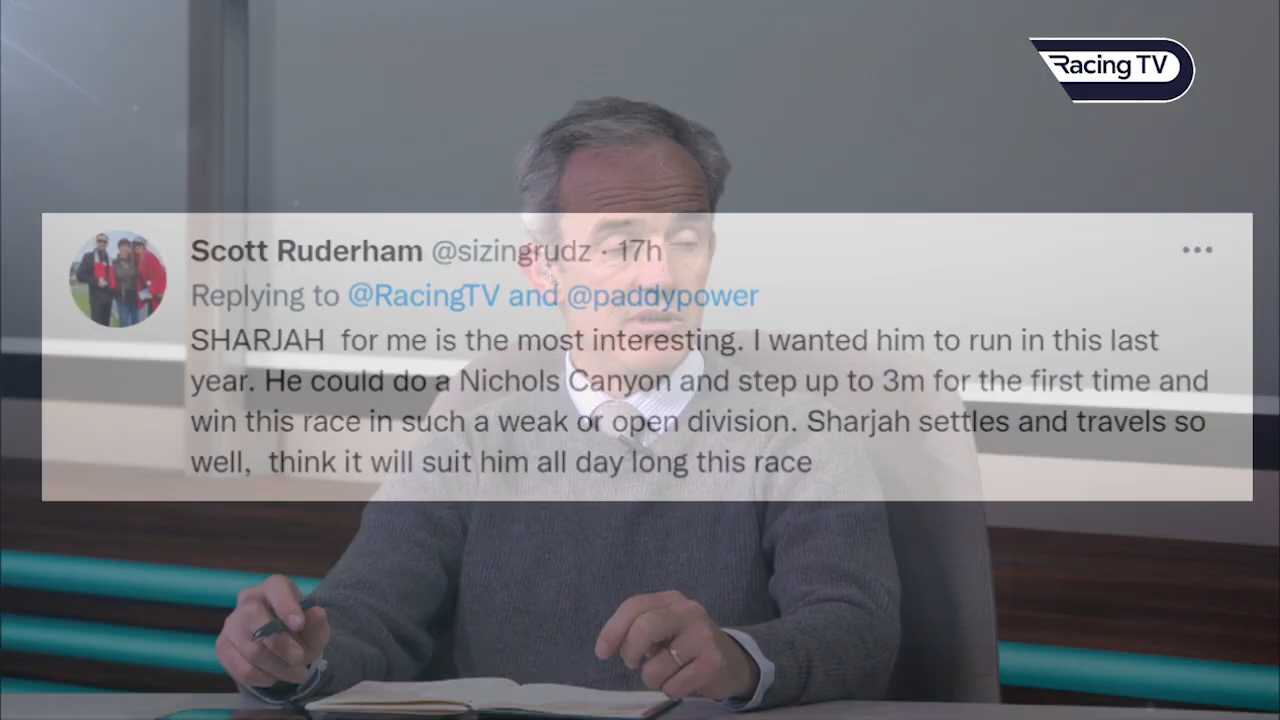 Racing TV
Scott Ruderham @sizingrudz · 17h
Replying to @RacingTV and @paddypower
SHARJAH for me is the most interesting. I wanted him to run in this last
year. He could do a Nichols Canyon and step up to 3m for the first time and
win this race in such a weak or open division. Sharjah settles and travels so
well, think it will suit him all day long this race